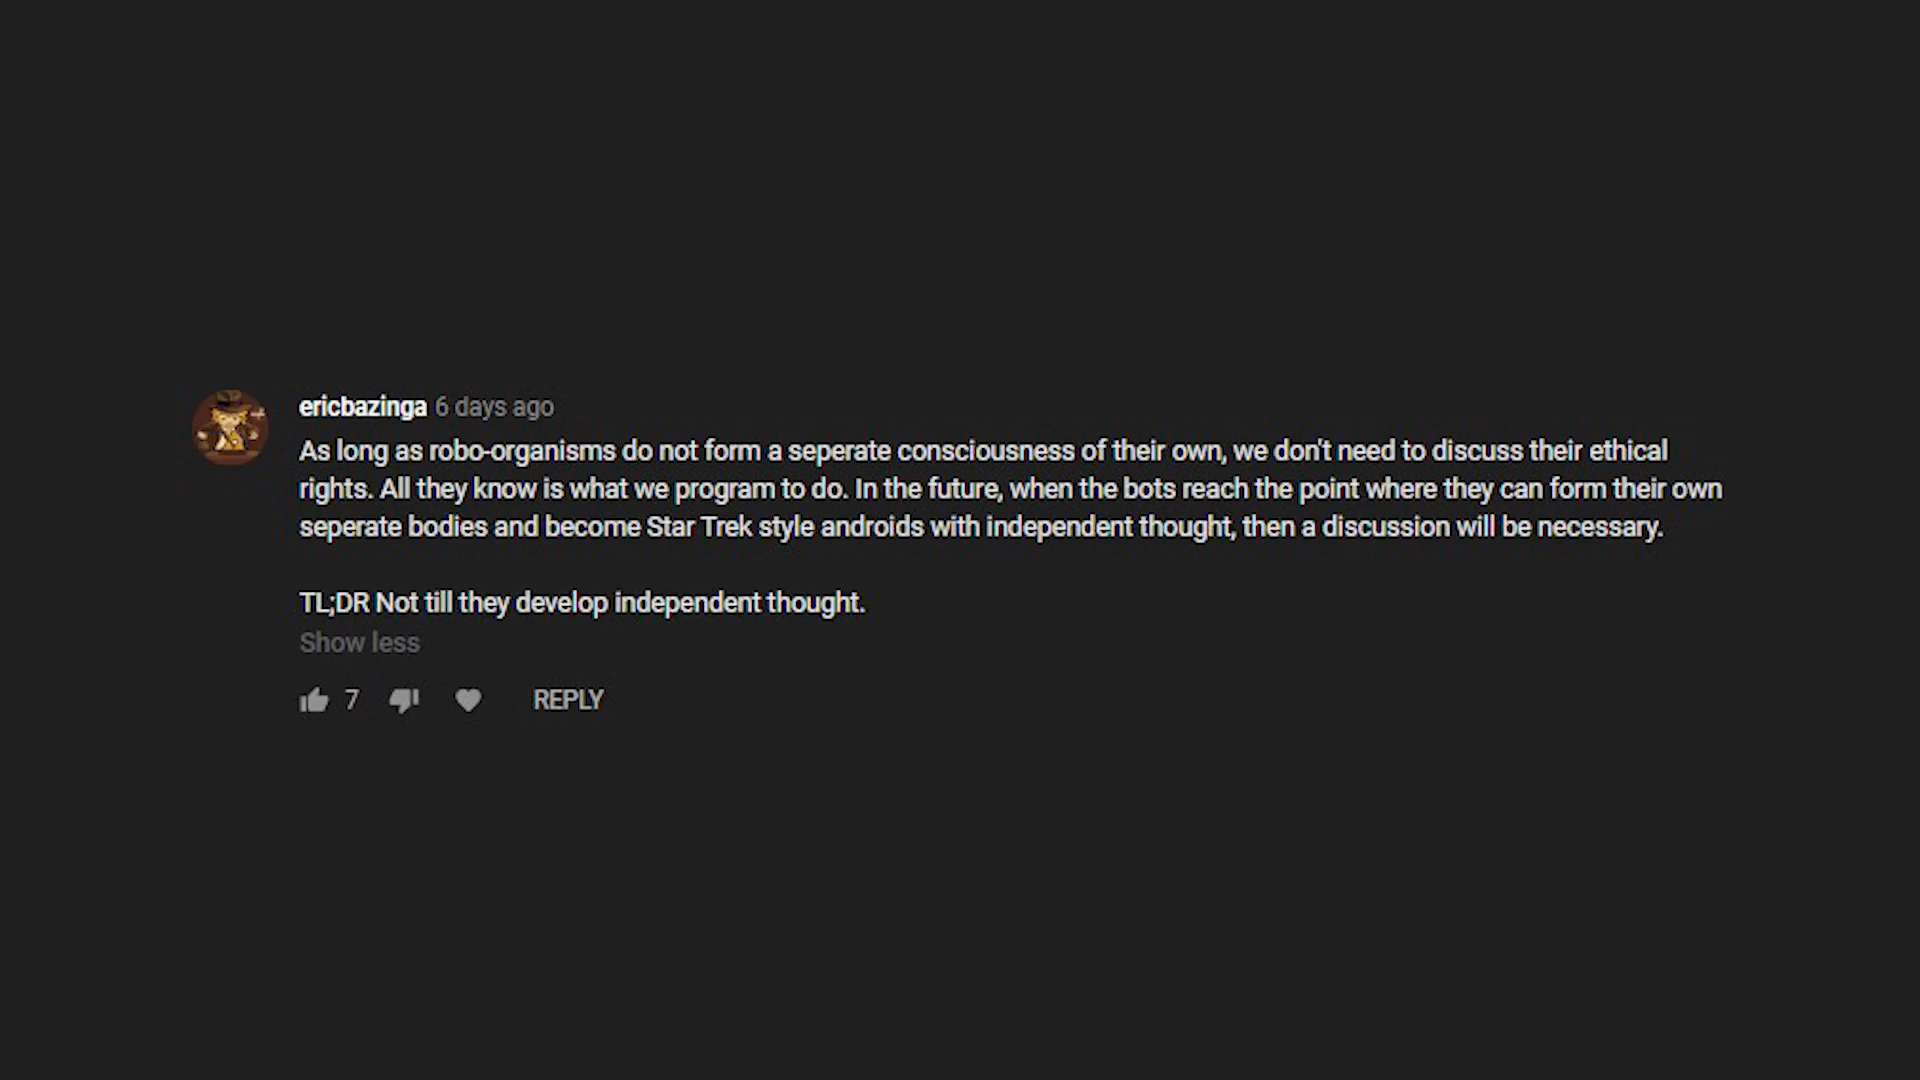 ericbazinga 6 days ago
As long as robo-organisms do not form a seperate consciousness of their own, we don't need to discuss their ethical
rights. All they know is what we program to do. In the future, when the bots reach the point where they can form their own
seperate bodies and become Star Trek style androids with independent thought, then a discussion will be necessary.
TL;DR Not till they develop independent thought.
Show less
7 REPLY